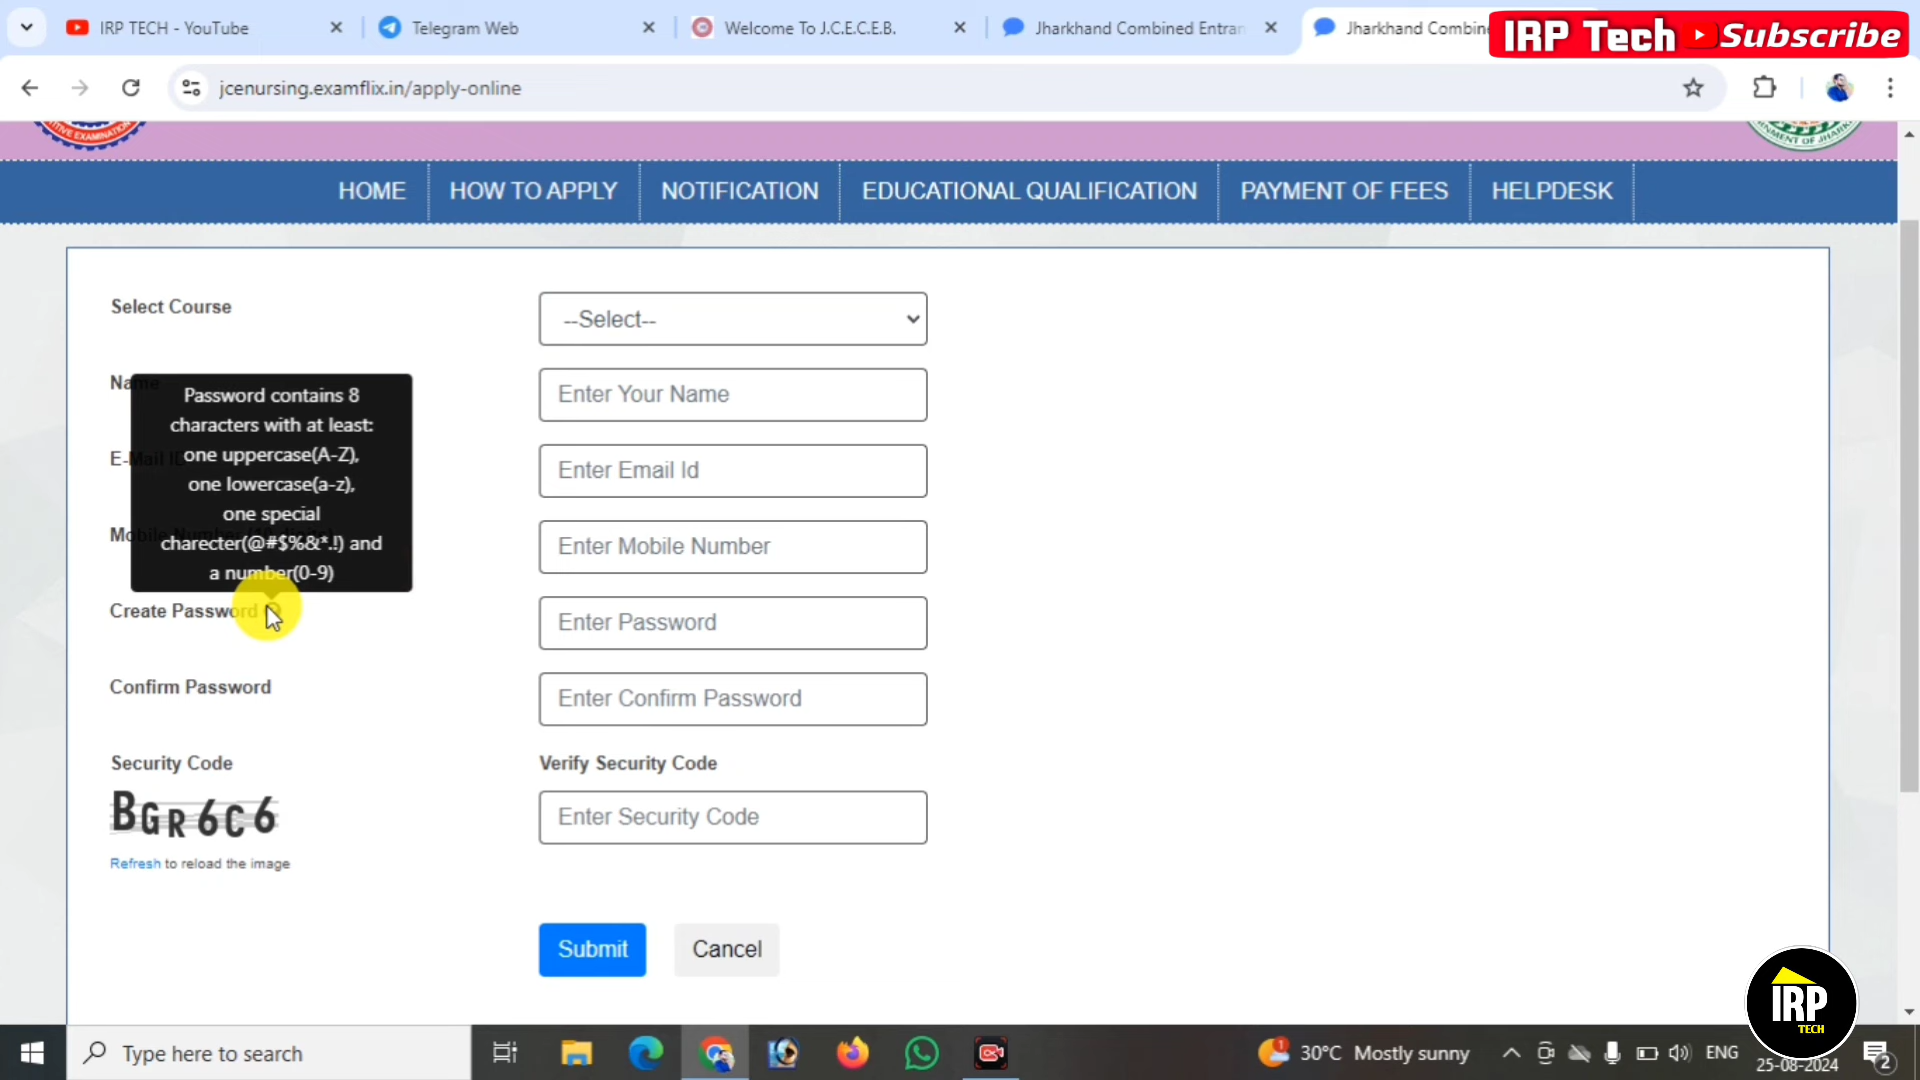 IRP TECH - YouTube
Telegram Web
Welcome To J.C.E.C.E.B.
Jharkhand Combined Entran
Jharkhand Combine
IRP Tech Subscribe
jcenursing.examflix.in/apply-online
HOME
HOW TO APPLY
NOTIFICATION
EDUCATIONAL QUALIFICATION
PAYMENT OF FEES
HELPDESK
Select Course
--Select--
Name
Enter Your Name
Password contains 8
characters with at least:
one uppercase(A-Z),
one lowercase(a-z),
one special
charecter(@#$%&*.!) and
a number(0-9)
E-Mail ID
Enter Email Id
Enter Mobile Number
Create Password
Enter Password
Confirm Password
Enter Confirm Password
Security Code
Verify Security Code
BGR6C6
Enter Security Code
Refresh to reload the image
Submit
Cancel
IRP
TECH
Type here to search
1
30°C Mostly sunny
ENG
25-08-2024
2